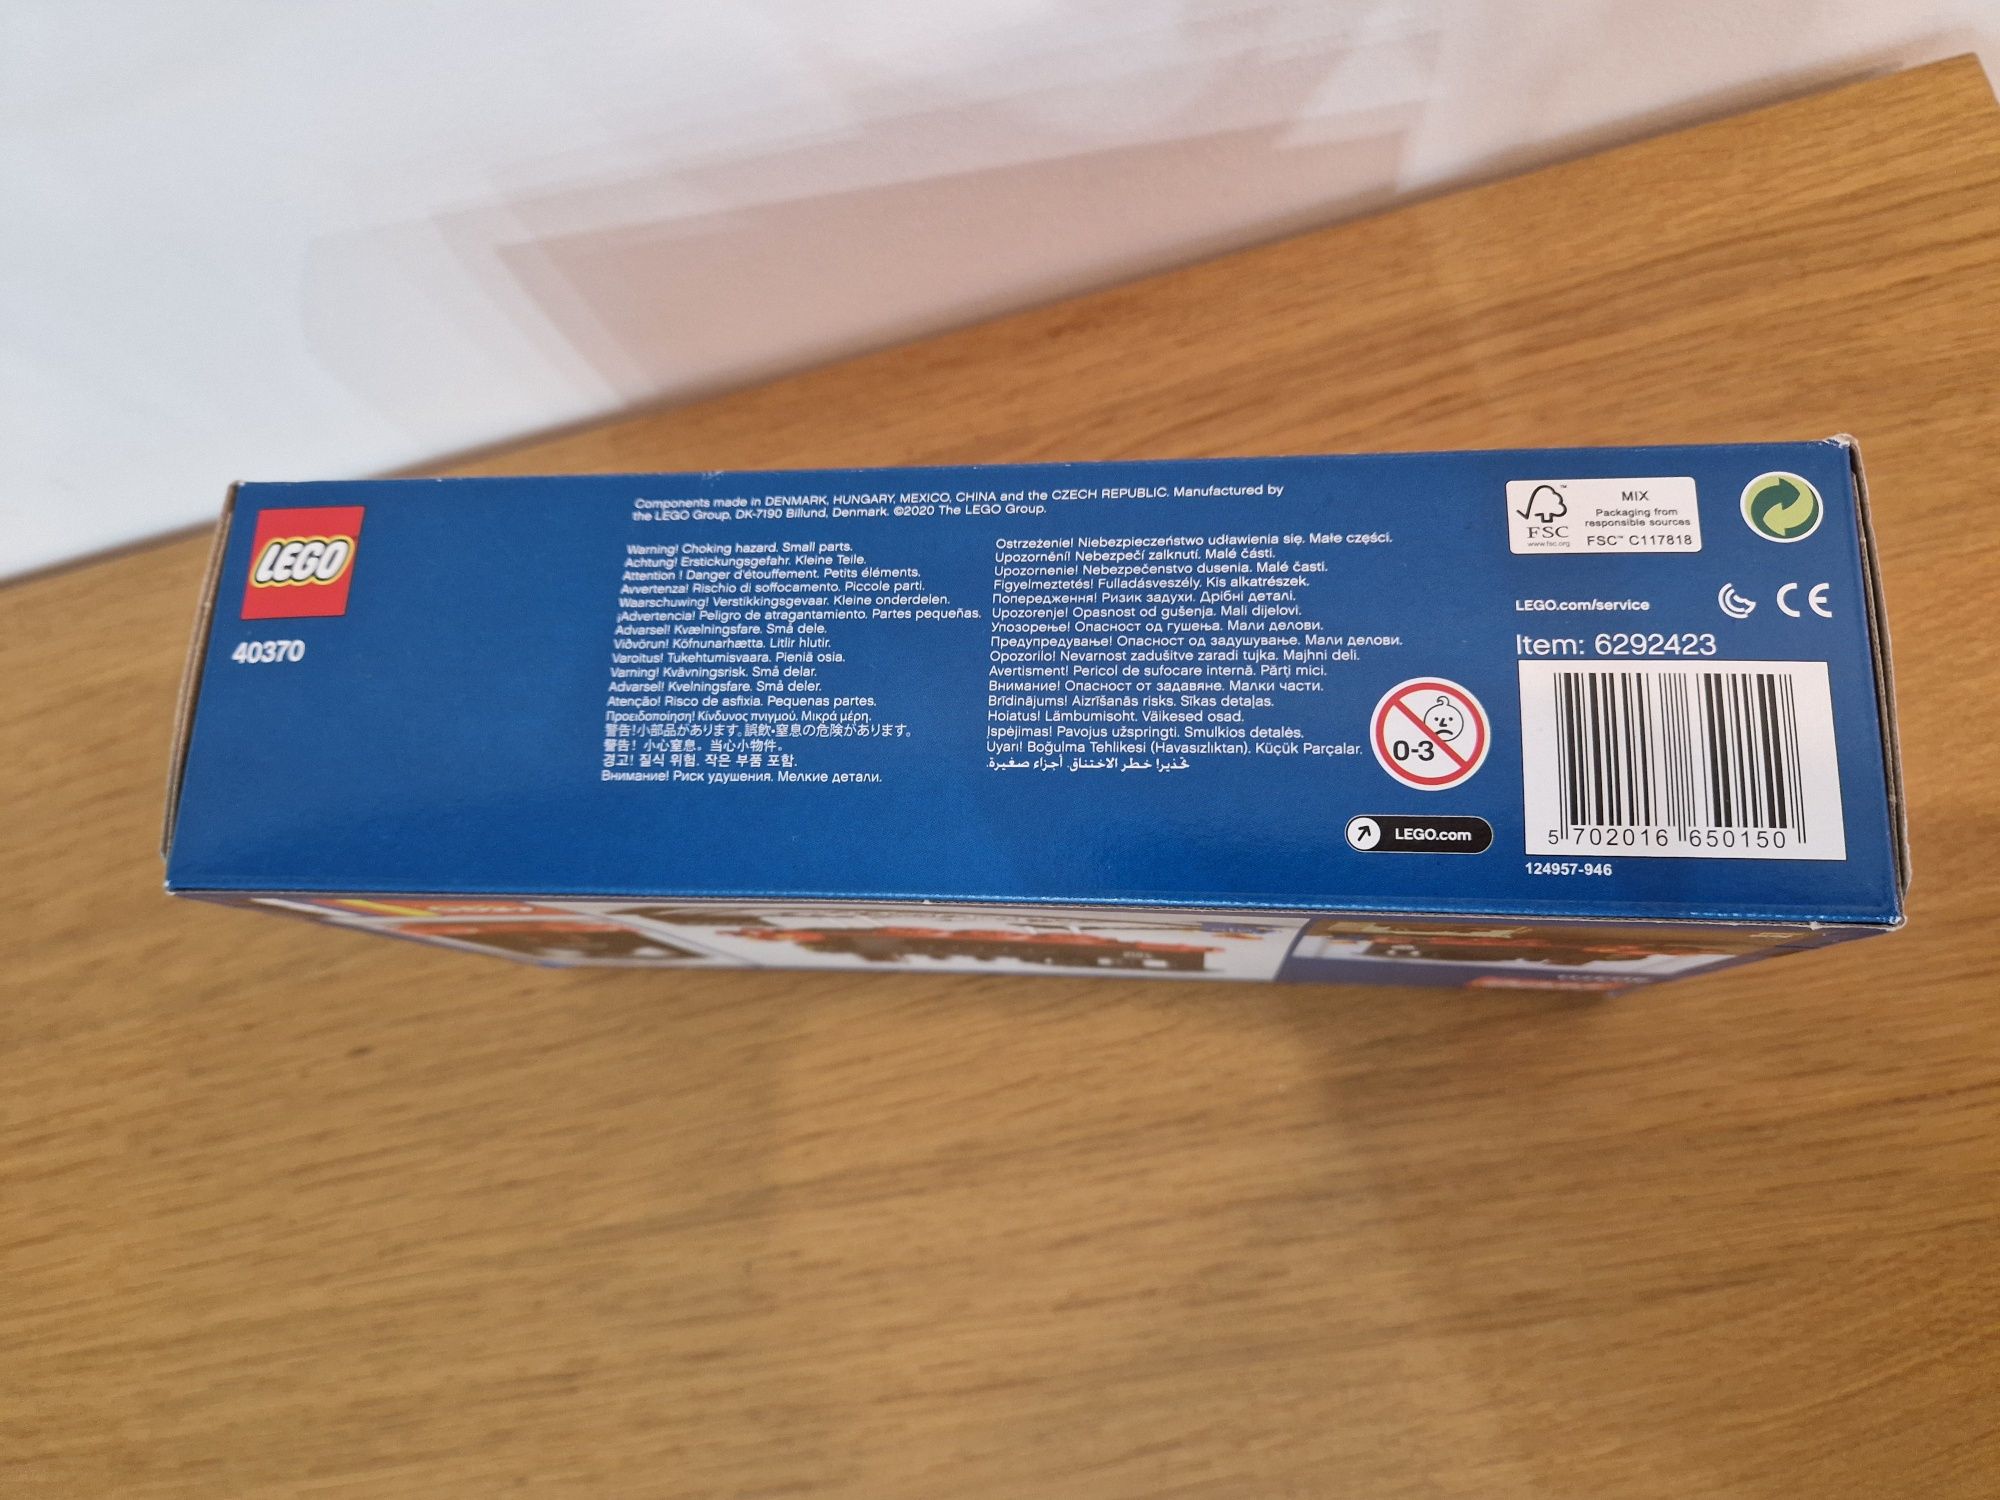 LEGO
40370
Components made in DENMARK, HUNGARY, MEXICO, CHINA and the CZECH REPUBLIC. Manufactured by
the LEGO Group, DK-7190 Billund, Denmark. ©2020 The LEGO Group.
Warning! Choking hazard. Small parts.
Achtung! Erstickungsgefahr. Kleine Teile.
Attention ! Danger d'étouffement. Petits éléments.
Avvertenza! Rischio di soffocamento. Piccole parti.
Waarschuwing! Verstikkingsgevaar. Kleine onderdelen.
¡Advertencia! Peligro de atragantamiento. Partes pequeñas.
Advarsel! Kvælningsfare. Små dele.
Viðvörun! Köfnunarhætta. Litlir hlutir.
Varoitus! Tukehtumisvaara. Pieniä osia.
Varning! Kvävningsrisk. Små delar.
Advarsel! Kvelningsfare. Små deler.
Atenção! Risco de asfixia. Pequenas partes.
Προειδοποίηση! Κίνδυνος πνιγμού. Μικρά μέρη.
警告!小部品があります。誤飲・窒息の危険があります。
警告! 小心窒息。当心小物件。
경고! 질식 위험. 작은 부품 포함.
Внимание! Риск удушения. Мелкие детали.
Ostrzeżenie! Niebezpieczeństwo udławienia się. Małe części.
Upozornění! Nebezpečí zalknutí. Malé části.
Upozornenie! Nebezpečenstvo dusenia. Malé časti.
Figyelmeztetés! Fulladásveszély. Kis alkatrészek.
Попередження! Ризик задухи. Дрібні деталі.
Upozorenje! Opasnost od gušenja. Mali dijelovi.
Упозорење! Опасност од гушења. Мали делови.
Предупредување! Опасност од задушување. Мали делови.
Opozorilo! Nevarnost zadušitve zaradi tujka. Majhni deli.
Avertisment! Pericol de sufocare internă. Părţi mici.
Внимание! Опасност от задавяне. Малки части.
Brīdinājums! Aizrīšanās risks. Sīkas detaļas.
Hoiatus! Lämbumisoht. Väikesed osad.
Įspėjimas! Pavojus užspringti. Smulkios detalės.
Uyarı! Boğulma Tehlikesi (Havasızlıktan). Küçük Parçalar.
تحذير! خطر الاختناق. أجزاء صغيرة.
0-3
LEGO.com
FSC
www.fsc.org
MIX
Packaging from
responsible sources
FSC™ C117818
LEGO.com/service
CE
Item: 6292423
5 702016 650150
124957-946